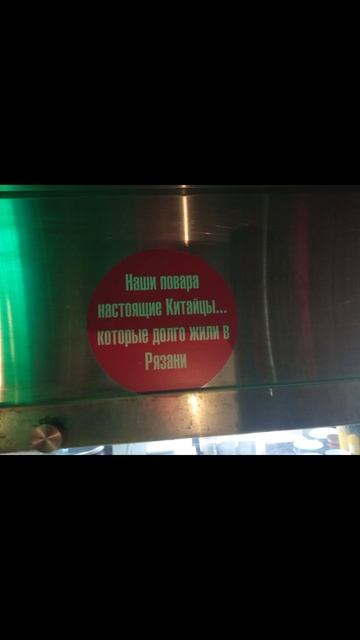 Наши повара
настоящие Китайцы...
которые долго жили в
Рязани